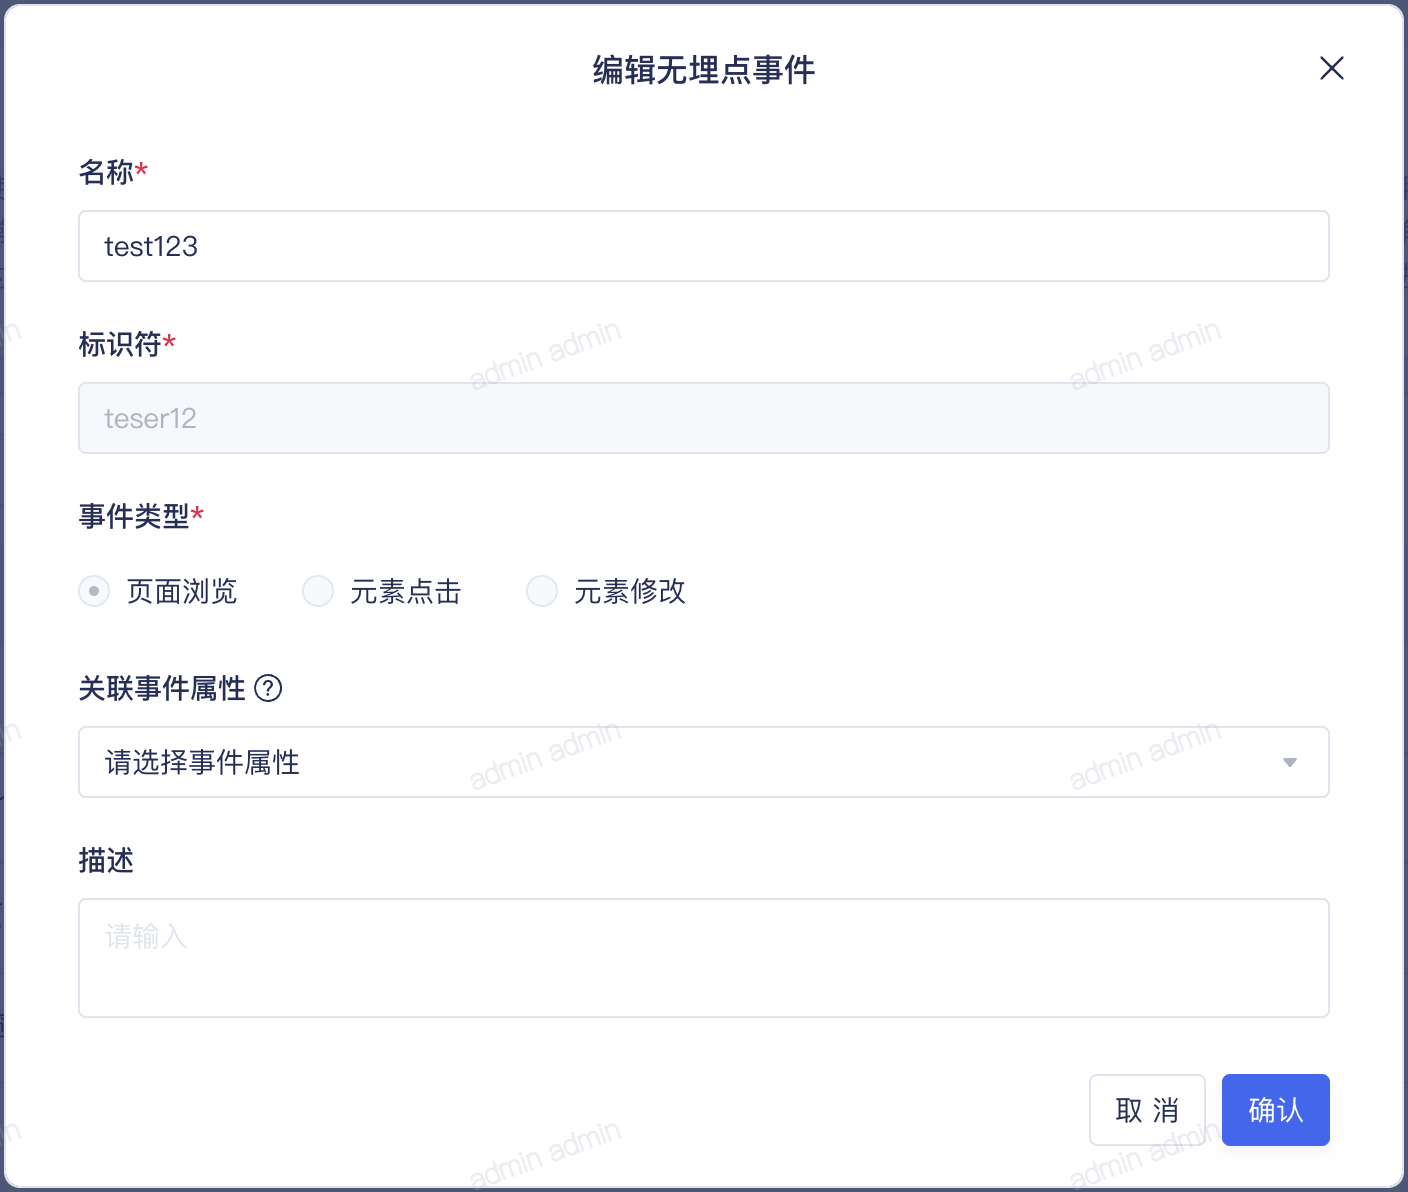 编辑无埋点事件
名称*
test123
标识符*
admin admin
admin admin
teser12
事件类型*
页面浏览
元素点击
元素修改
关联事件属性 ?
请选择事件属性
admin admin
admin admin
描述
请输入
取 消
确认
admin admin
admin admin